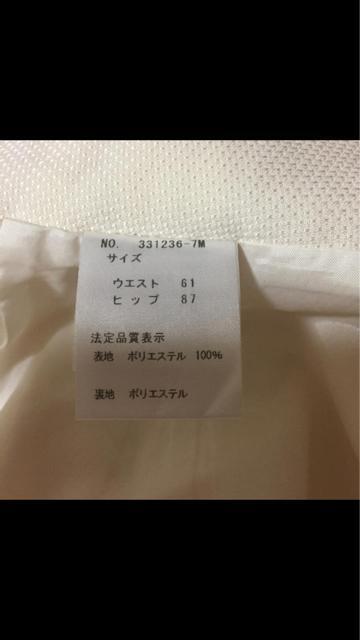 NO. 331236-7M
サイズ
ウエスト 61
ヒップ 87
法定品質表示
表地 ポリエステル 100%
裏地 ポリエステル